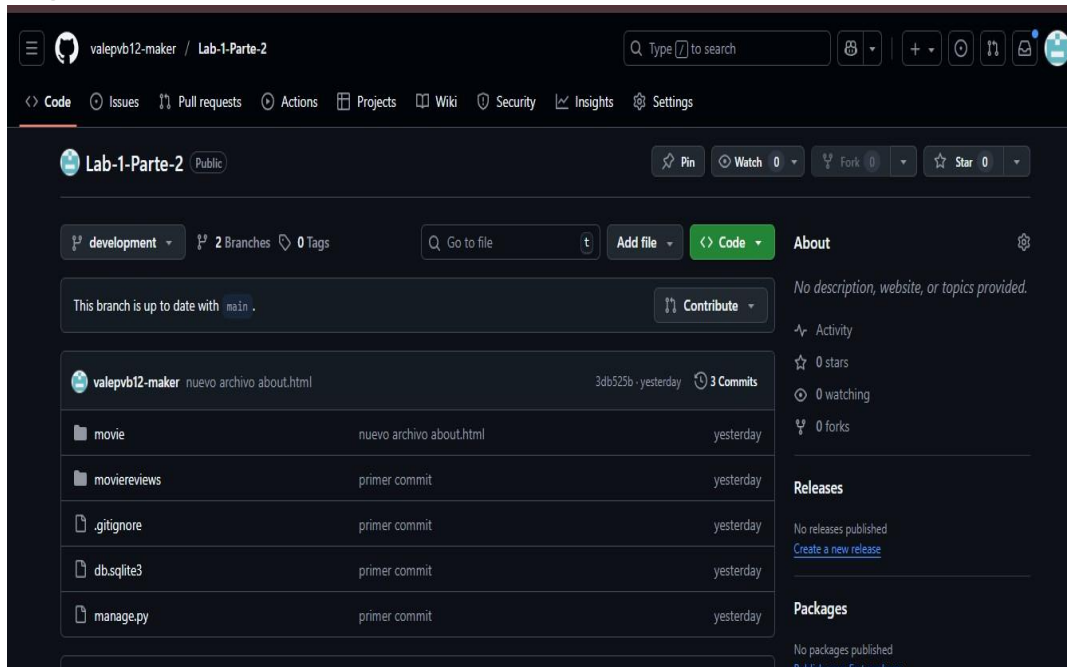 valepvb12-maker / Lab-1-Parte-2
Type / to search
Code Issues Pull requests Actions Projects Wiki Security Insights Settings
Lab-1-Parte-2 Public
Pin Watch 0 Fork 0 Star 0
development 2 Branches 0 Tags Go to file t Add file Code
About
No description, website, or topics provided.
This branch is up to date with main .
Contribute
Activity
0 stars
0 watching
0 forks
valepvb12-maker nuevo archivo about.html 3db525b · yesterday 3 Commits
movie nuevo archivo about.html yesterday
moviereviews primer commit yesterday
.gitignore primer commit yesterday
db.sqlite3 primer commit yesterday
manage.py primer commit yesterday
Releases
No releases published
Create a new release
Packages
No packages published